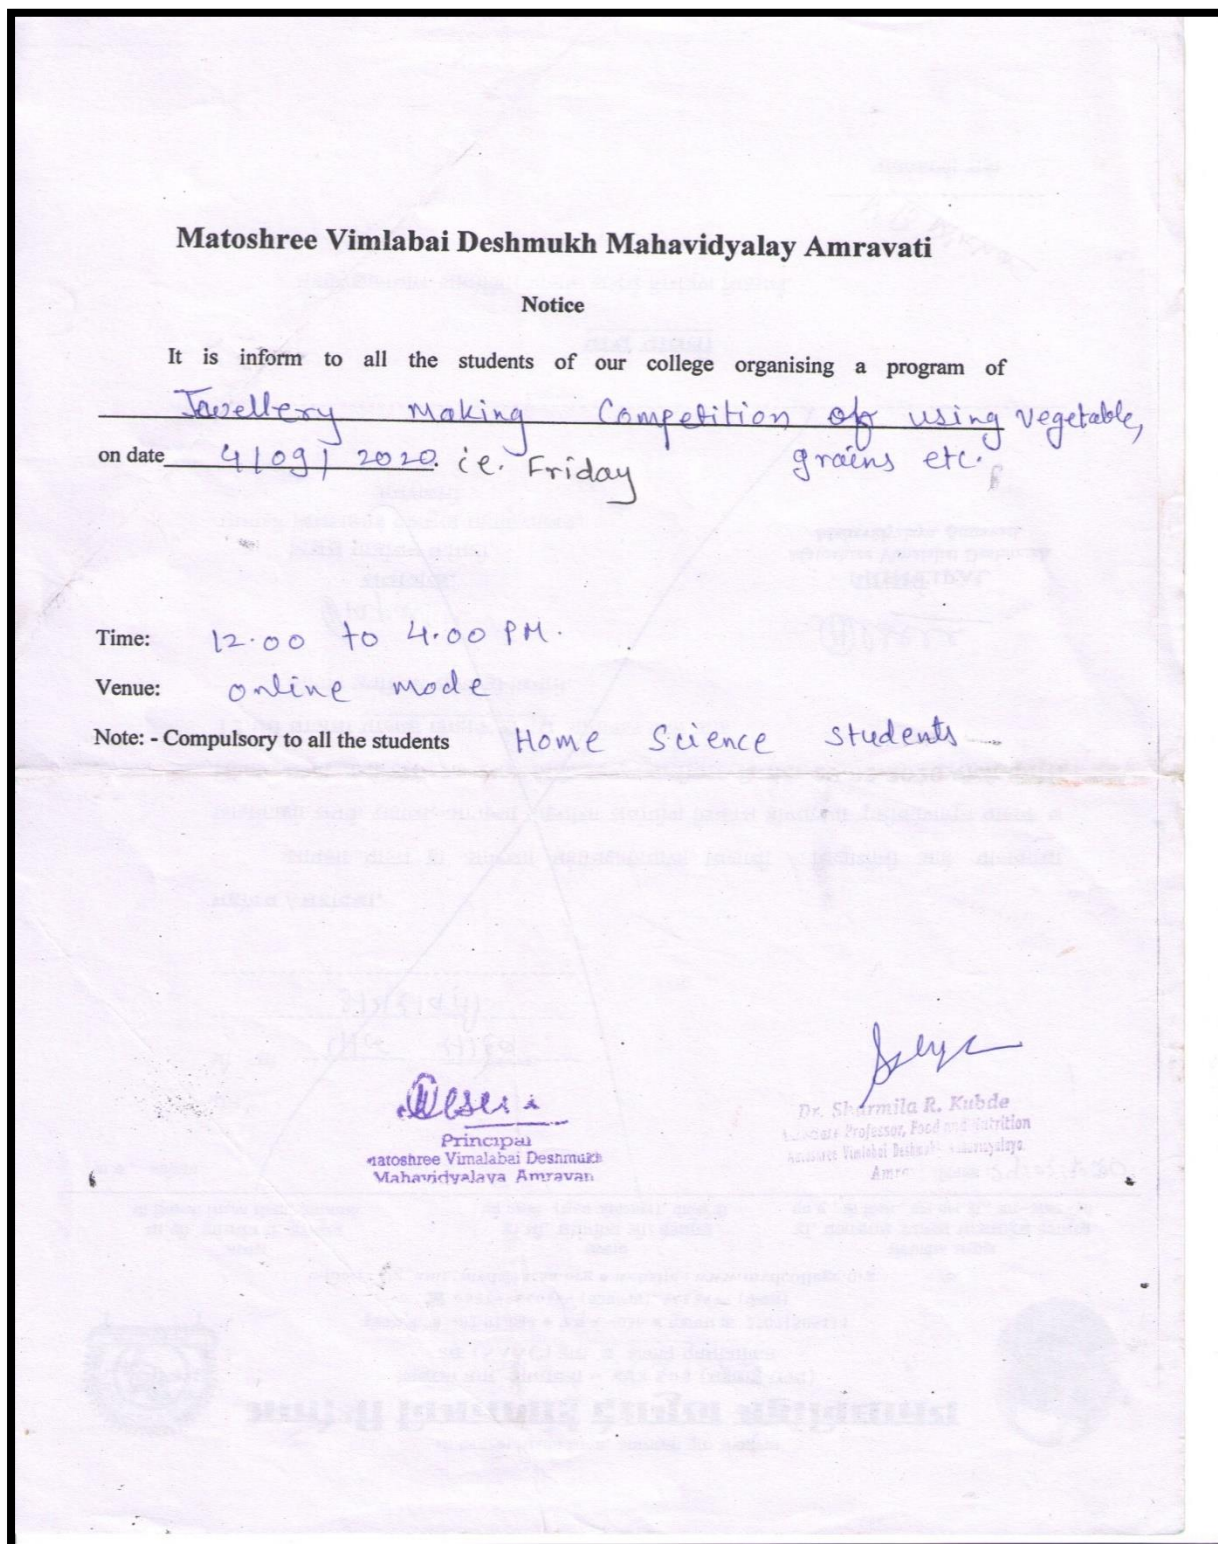 Matoshree Vimlabai Deshmukh Mahavidyalay Amravati
Notice
It is inform to all the students of our college organising a program of
Jwellery Making Competition of using vegetable,
on date 4/09/2020. i.e. Friday grains etc.
Time: 12.00 to 4.00 PM.
Venue: online mode
Note: - Compulsory to all the students Home Science students
Principal
matoshree Vimalabai Deshmukh
Mahavidyalaya Amravati
Dr. Sharmila R. Kubde
Professor, Food and Nutrition
Vimlabai